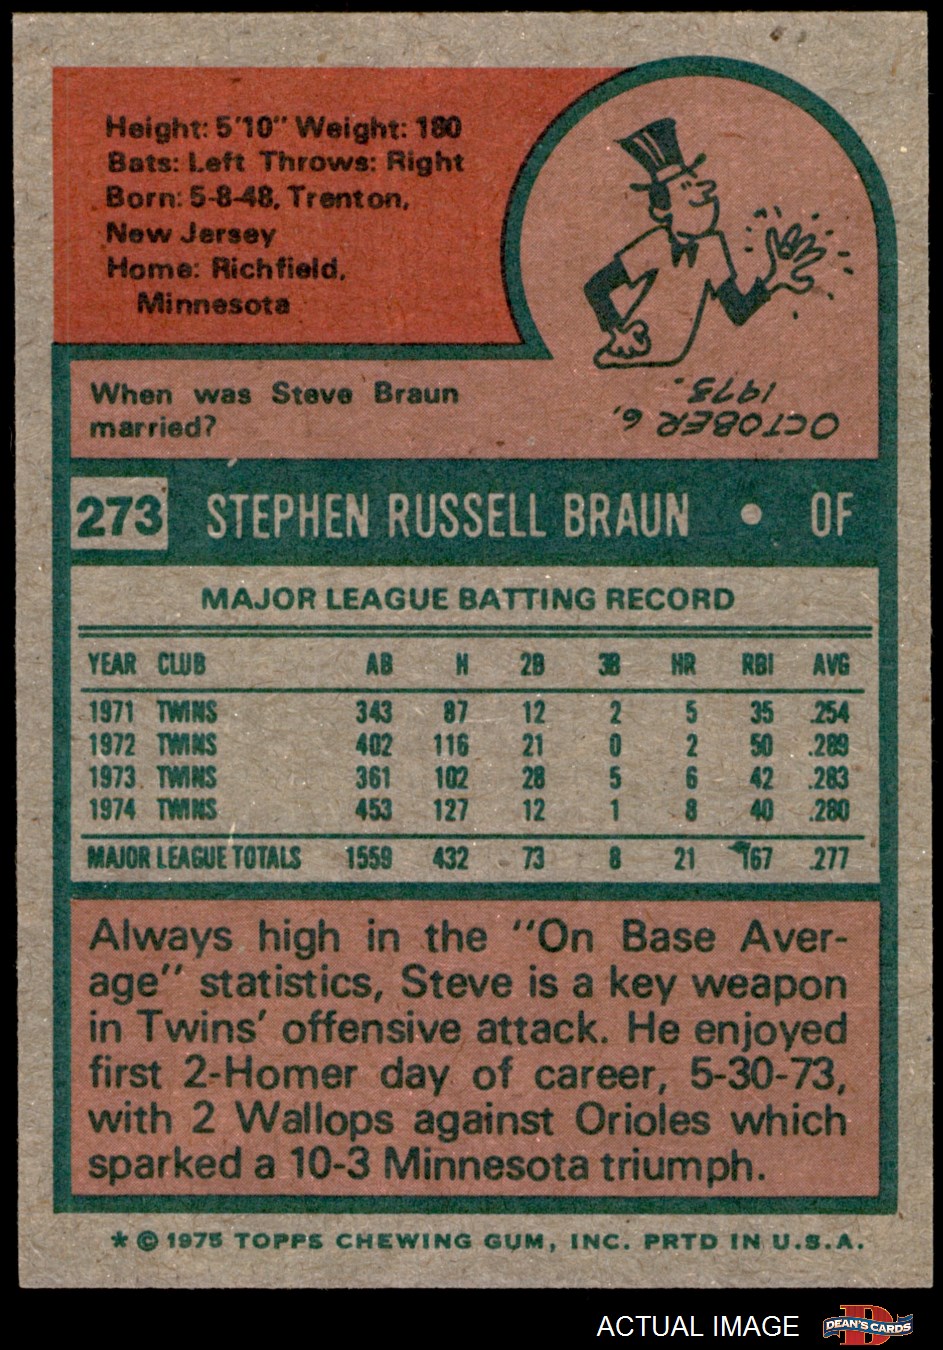 Height: 5'10" Weight: 180
Bats: Left Throws: Right
Born: 5-8-48, Trenton,
New Jersey
Home: Richfield,
Minnesota
When was Steve Braun
married?
OCTOBER 6,
1973.
273 STEPHEN RUSSELL BRAUN • OF
MAJOR LEAGUE BATTING RECORD
YEAR CLUB AB H 2B 3B HR RBI AVG
1971 TWINS 343 87 12 2 5 35 .254
1972 TWINS 402 116 21 0 2 50 .289
1973 TWINS 361 102 28 5 6 42 .283
1974 TWINS 453 127 12 1 8 40 .280
MAJOR LEAGUE TOTALS 1559 432 73 8 21 167 .277
Always high in the "On Base Aver-
age" statistics, Steve is a key weapon
in Twins' offensive attack. He enjoyed
first 2-Homer day of career, 5-30-73,
with 2 Wallops against Orioles which
sparked a 10-3 Minnesota triumph.
* © 1975 TOPPS CHEWING GUM, INC. PRTD IN U.S.A.
ACTUAL IMAGE
D
DEAN'S CARDS